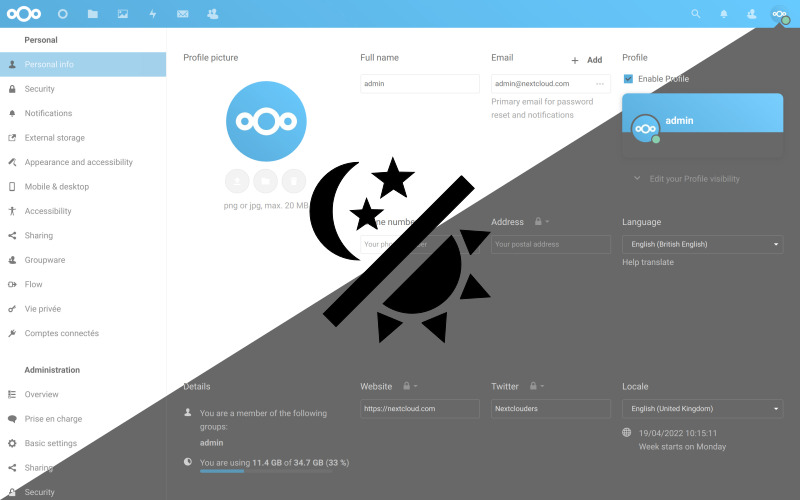 Personal
Personal info
Security
Notifications
External storage
Appearance and accessibility
Mobile & desktop
Accessibility
Sharing
Groupware
Flow
Vie privée
Comptes connectés
Administration
Overview
Prise en charge
Basic settings
Sharing
Security
Profile picture
png or jpg, max. 20 MB
Full name
admin
Email
Add
admin@nextcloud.com
Primary email for password
reset and notifications
Profile
Enable Profile
admin
Edit your Profile visibility
number
Your
Address
Your postal address
Language
English (British English)
Help translate
Details
You are a member of the following
groups:
admin
You are using 11.4 GB of 34.7 GB (33 %)
Website
https://nextcloud.com
Twitter
Nextclouders
Locale
English (United Kingdom)
19/04/2022 10:15:11
Week starts on Monday